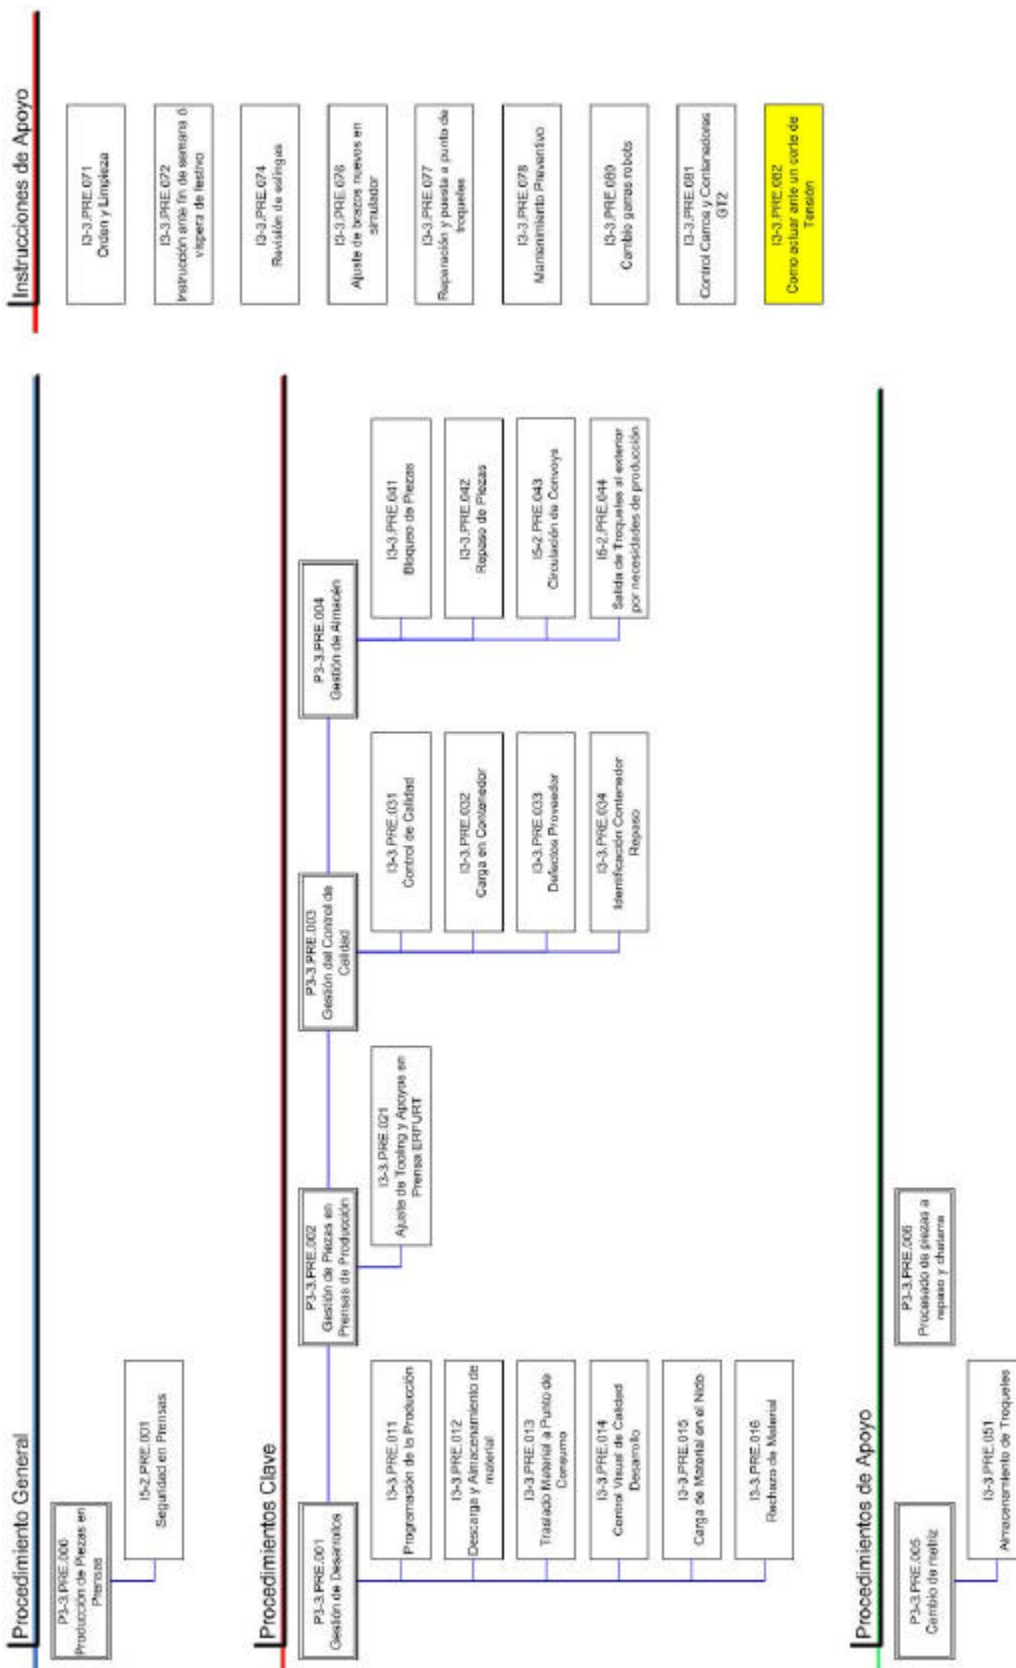 Procedimiento General
P3-3.PRE.000
Producción de Piezas en
Prensas
I5-2.PRE.001
Seguridad en Prensas
Procedimientos Clave
P3-3.PRE.001
Gestión de Desarrollos
I3-3.PRE.011
Programación de la Producción
I3-3.PRE.012
Descarga y Almacenamiento de
material
I3-3.PRE.013
Traslado Material a Punto de
Consumo
I3-3.PRE.014
Control Visual de Calidad
Desarrollo
I3-3.PRE.015
Carga de Material en el Nido
I3-3.PRE.016
Rechazo de Material
P3-3.PRE.002
Gestión de Piezas en
Prensas de Producción
I3-3.PRE.021
Ajuste de Tooling y Apoyos en
Prensa ERFURT
P3-3.PRE.003
Gestión del Control de
Calidad
I3-3.PRE.031
Control de Calidad
I3-3.PRE.032
Carga en Contenedor
I3-3.PRE.033
Defectos Proveedor
I3-3.PRE.034
Identificación Contenedor
Repaso
P3-3.PRE.004
Gestión de Almacén
I3-3.PRE.041
Bloqueo de Piezas
I3-3.PRE.042
Repaso de Piezas
I5-2.PRE.043
Circulación de Convoys
I5-2.PRE.044
Salida de Troqueles al exterior
por necesidades de producción
Procedimientos de Apoyo
P3-3.PRE.005
Cambio de matriz
I3-3.PRE.051
Almacenamiento de Troqueles
P3-3.PRE.006
Procesado de piezas a
repaso y chatarra
Instrucciones de Apoyo
I3-3.PRE.071
Orden y Limpieza
I3-3.PRE.072
Instrucción ante fin de semana ó
víspera de festivo
I3-3.PRE.074
Revisión de eslingas
I3-3.PRE.076
Ajuste de brazos nuevos en
simulador
I3-3.PRE.077
Reparación y puesta a punto de
troqueles
I3-3.PRE.078
Mantenimiento Preventivo
I3-3.PRE.080
Cambio garras robots
I3-3.PRE.081
Control Carros y Contenedores
GT2
I3-3.PRE.082
Como actuar ante un corte de
Tensión